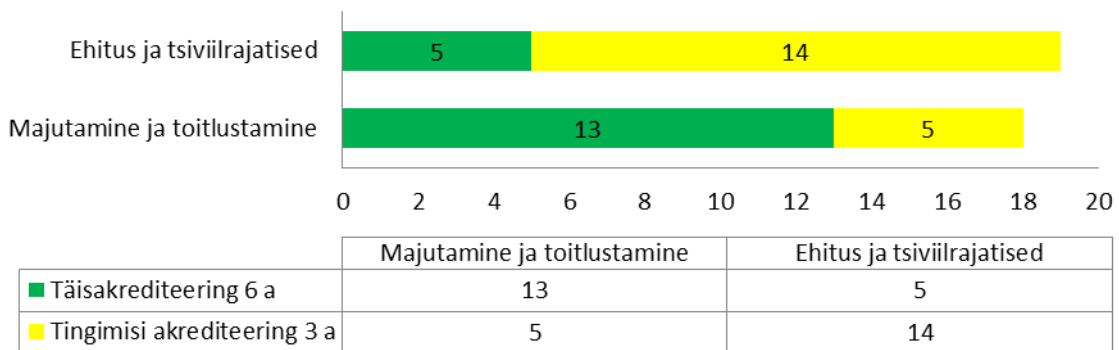 Ehitus ja tsiviilrajatised 5 14
Majutamine ja toitlustamine 13 5
0 2 4 6 8 10 12 14 16 18 20
Majutamine ja toitlustamine Ehitus ja tsiviilrajatised
Täisakrediteering 6 a 13 5
Tingimisi akrediteering 3 a 5 14